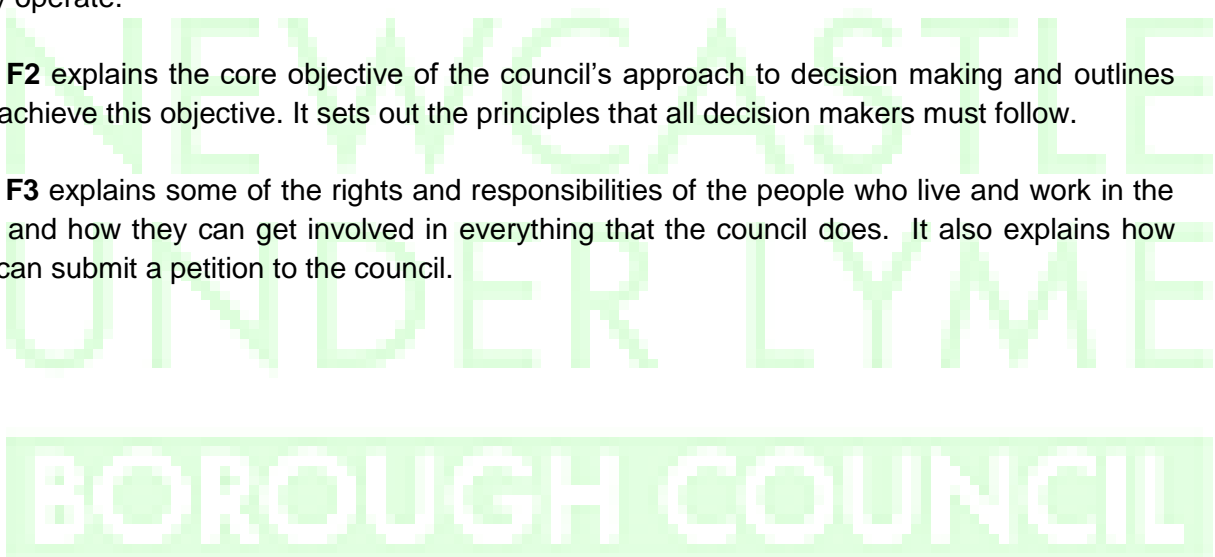 operate.
F2 explains the core objective of the council's approach to decision making and outlines
achieve this objective. It sets out the principles that all decision makers must follow.
F3 explains some of the rights and responsibilities of the people who live and work in the
and how they can get involved in everything that the council does. It also explains how
can submit a petition to the council.
NEWCASTLE
UNDER LYME
BOROUGH COUNCIL